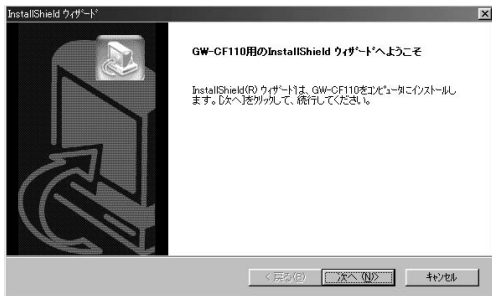 InstallShield ウィザード
GW-CF110用のInstallShield ウィザードへようこそ
InstallShield(R) ウィザードは、GW-CF110をコンピュータにインストールし
ます。[次へ]をクリックして、続行してください。
< 戻る(B)
次へ (N)>
キャンセル